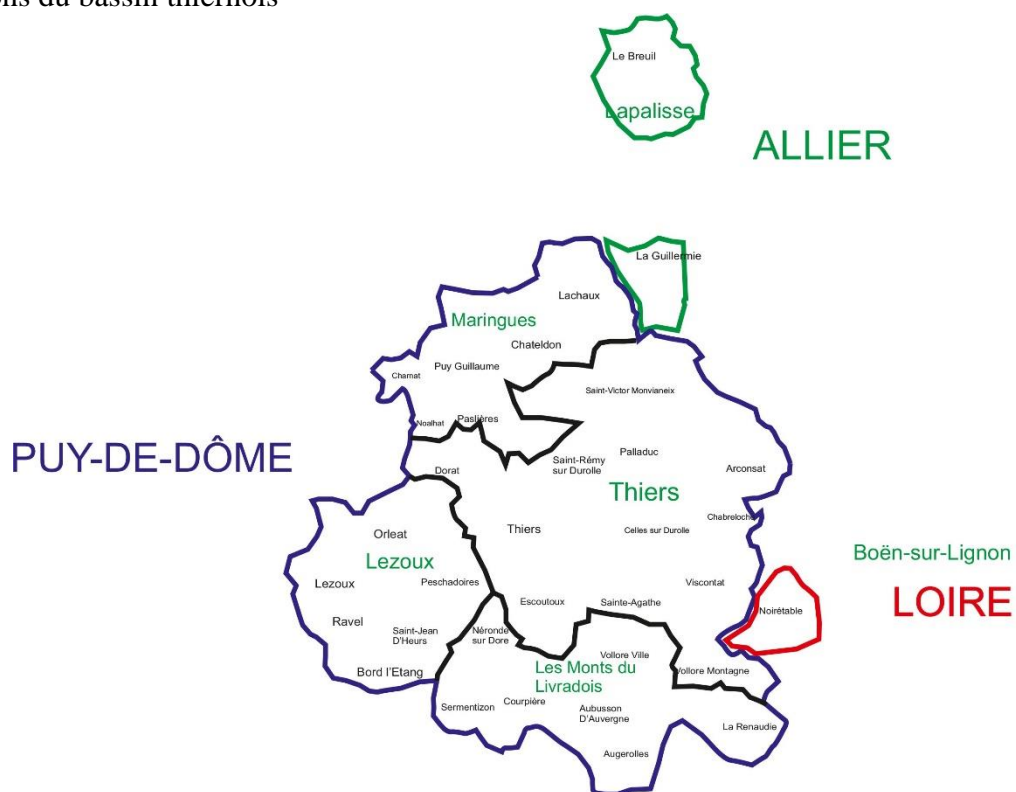 ons du bassin thiernois
Le Breuil
Lapalisse
ALLIER
La Guillermie
Lachaux
Maringues
Chateldon
Puy Guillaume
Charnat
Saint-Victor Monvianeix
Paslières
Noalhat
PUY-DE-DÔME
Palladuc
Saint-Rémy
sur Durolle
Dorat
Arconsat
Thiers
Chabreloche
Thiers
Celles sur Durolle
Orleat
Boën-sur-Lignon
Lezoux
Lezoux
Peschadoires
Viscontat
LOIRE
Escoutoux
Sainte-Agathe
Noirétable
Ravel
Saint-Jean
D'Heurs
Néronde
sur Dore
Vollore Ville
Les Monts du
Livradois
Vollore Montagne
Bord l'Etang
Courpière
Sermentizon
Aubusson
D'Auvergne
La Renaudie
Augerolles